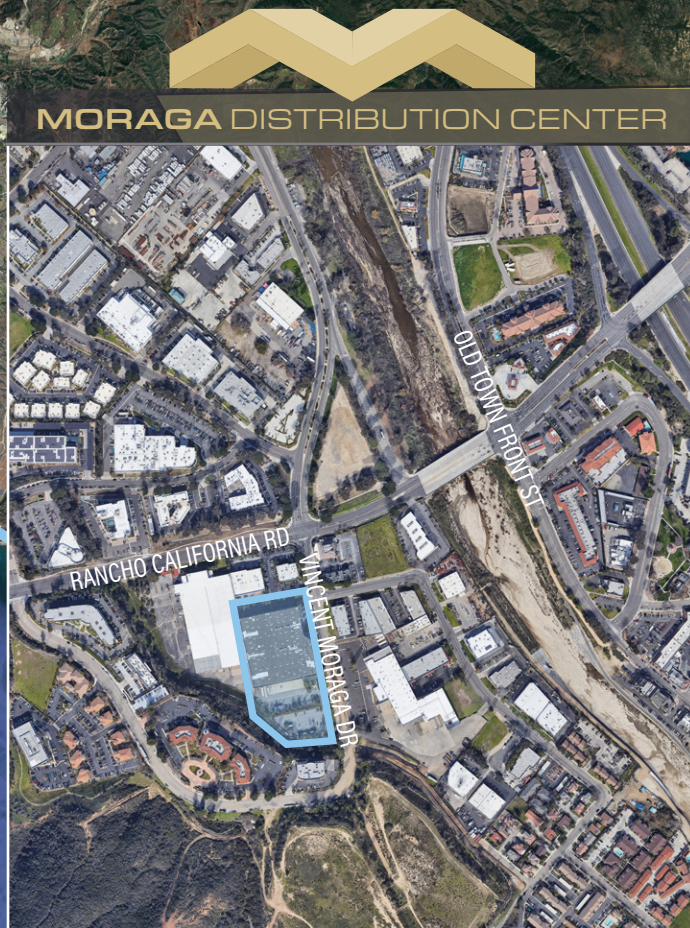 MORAGA DISTRIBUTION CENTER
OLD TOWN FRONT ST
RANCHO CALIFORNIA RD
VINCENT MORAGA DR